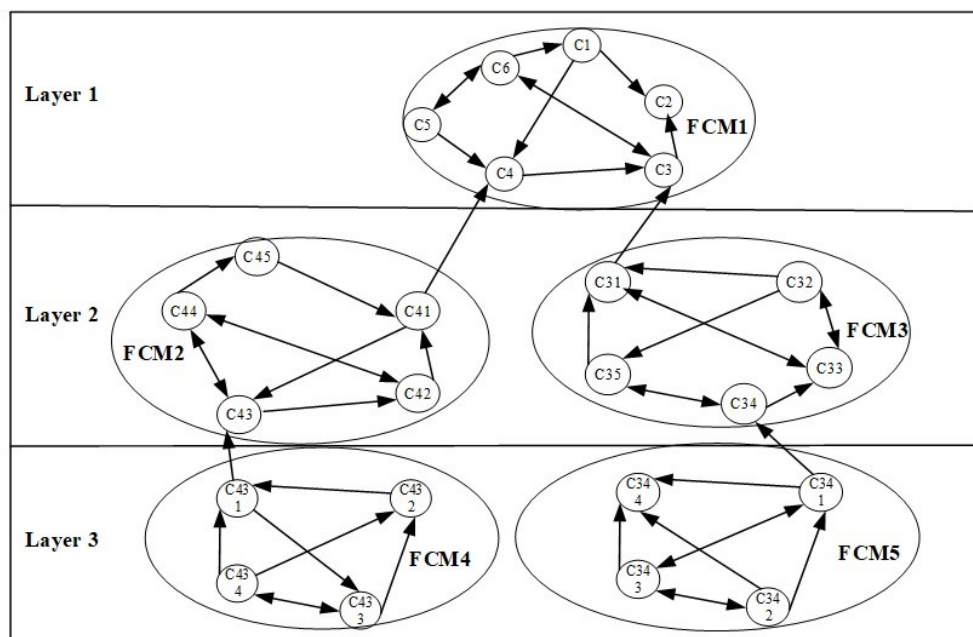 Layer 1
C1
C6
C2
C5
FCM1
C4
C3
Layer 2
C45
C44
C41
FCM2
C42
C43
C31
C32
FCM3
C35
C33
C34
Layer 3
C43
1
C43
2
C43
4
C43
3
FCM4
C34
4
C34
1
C34
3
C34
2
FCM5